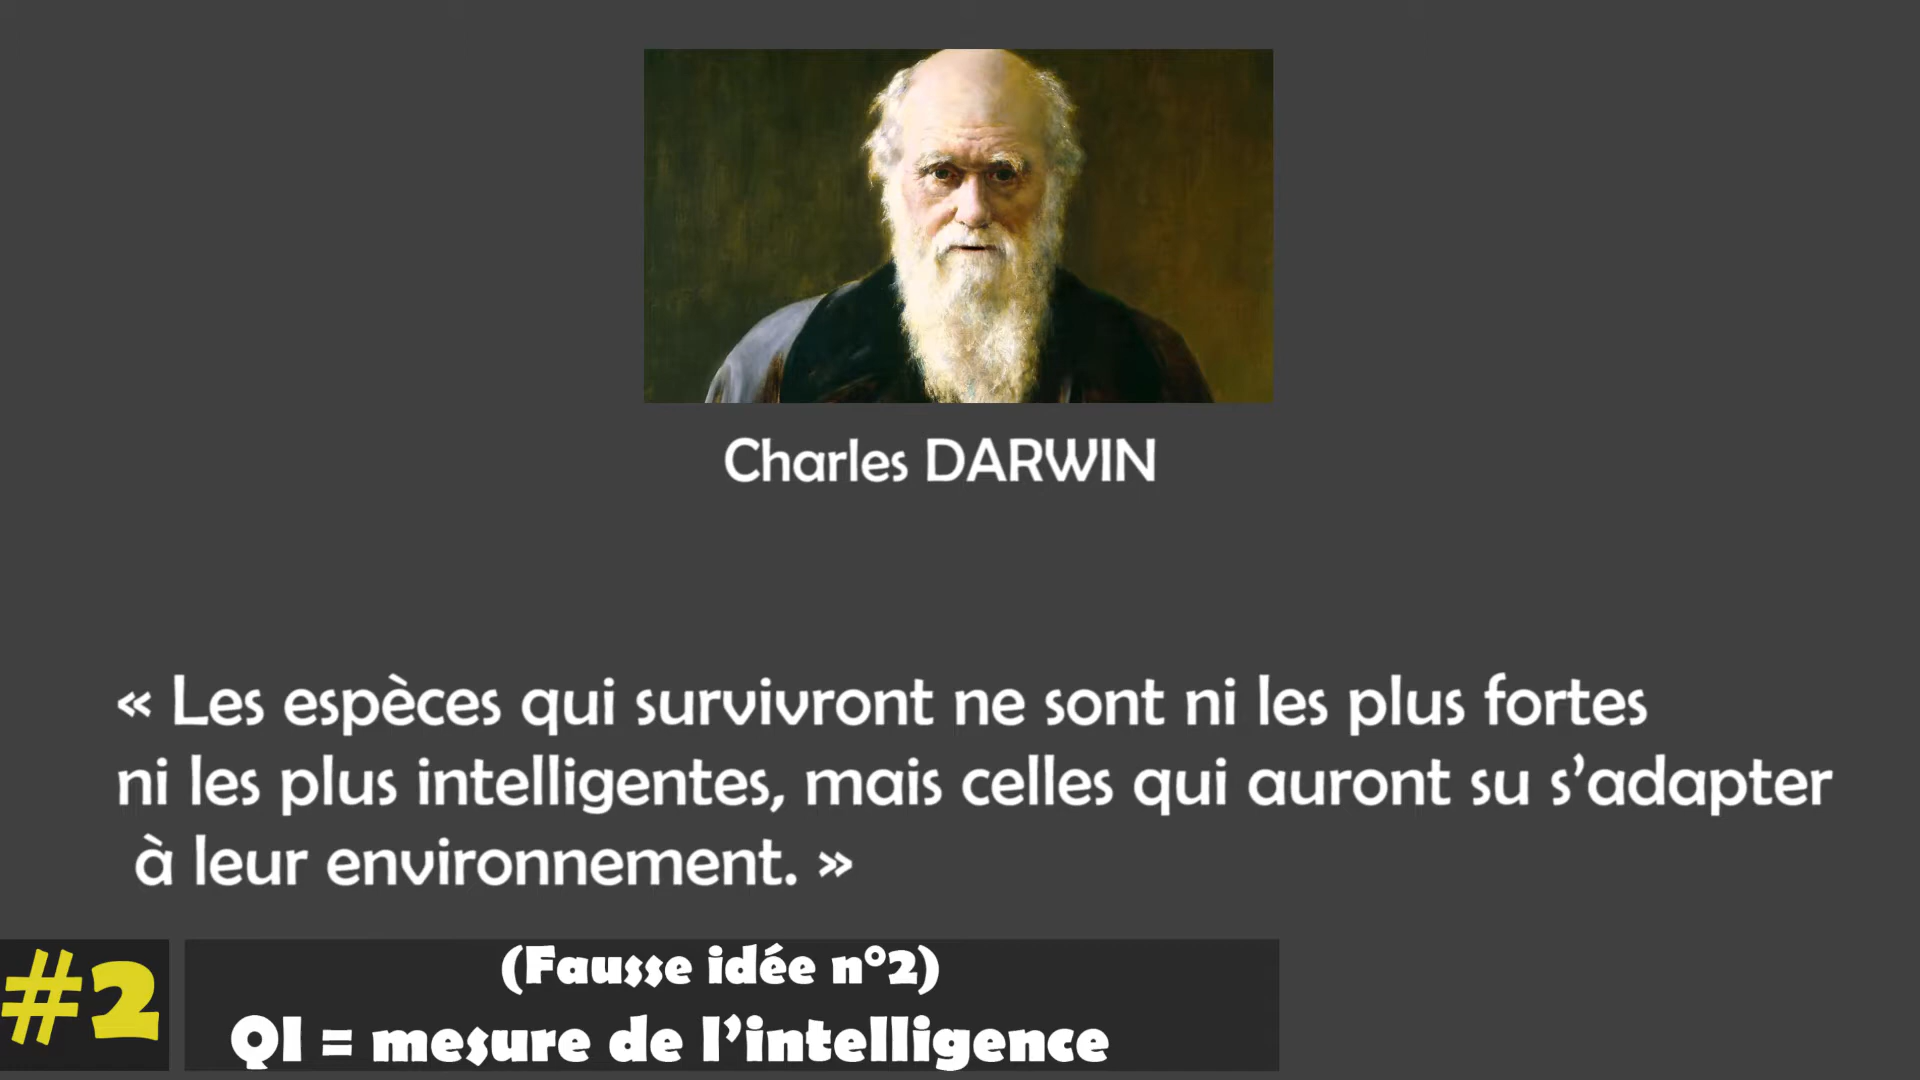 Charles DARWIN
« Les espèces qui survivront ne sont ni les plus fortes
ni les plus intelligentes, mais celles qui auront su s’adapter
à leur environnement. »
#2
(Fausse idée n°2)
QI = mesure de l’intelligence